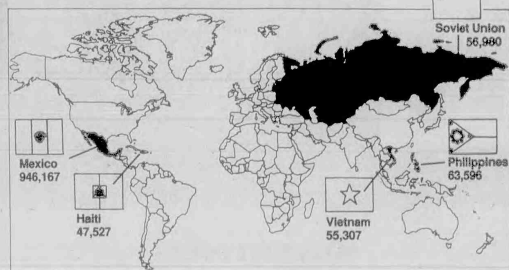 Soviet Union
56,980
Mexico
946,167
Haiti
47,527
Vietnam
55,307
Philippines
63,596